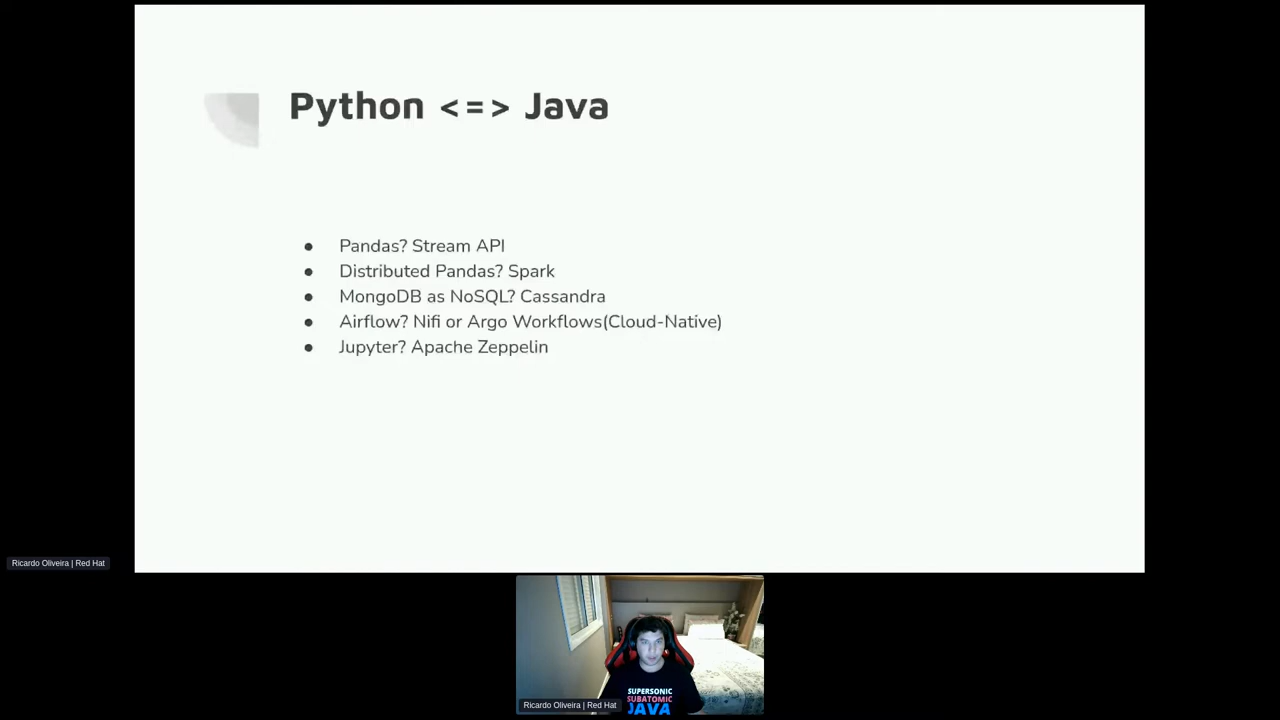 Python <=> Java
● Pandas? Stream API
● Distributed Pandas? Spark
● MongoDB as NoSQL? Cassandra
● Airflow? Nifi or Argo Workflows(Cloud-Native)
● Jupyter? Apache Zeppelin
Ricardo Oliveira | Red Hat
SUPERSONIC
SUBATOMIC
JAVA
Ricardo Oliveira | Red Hat